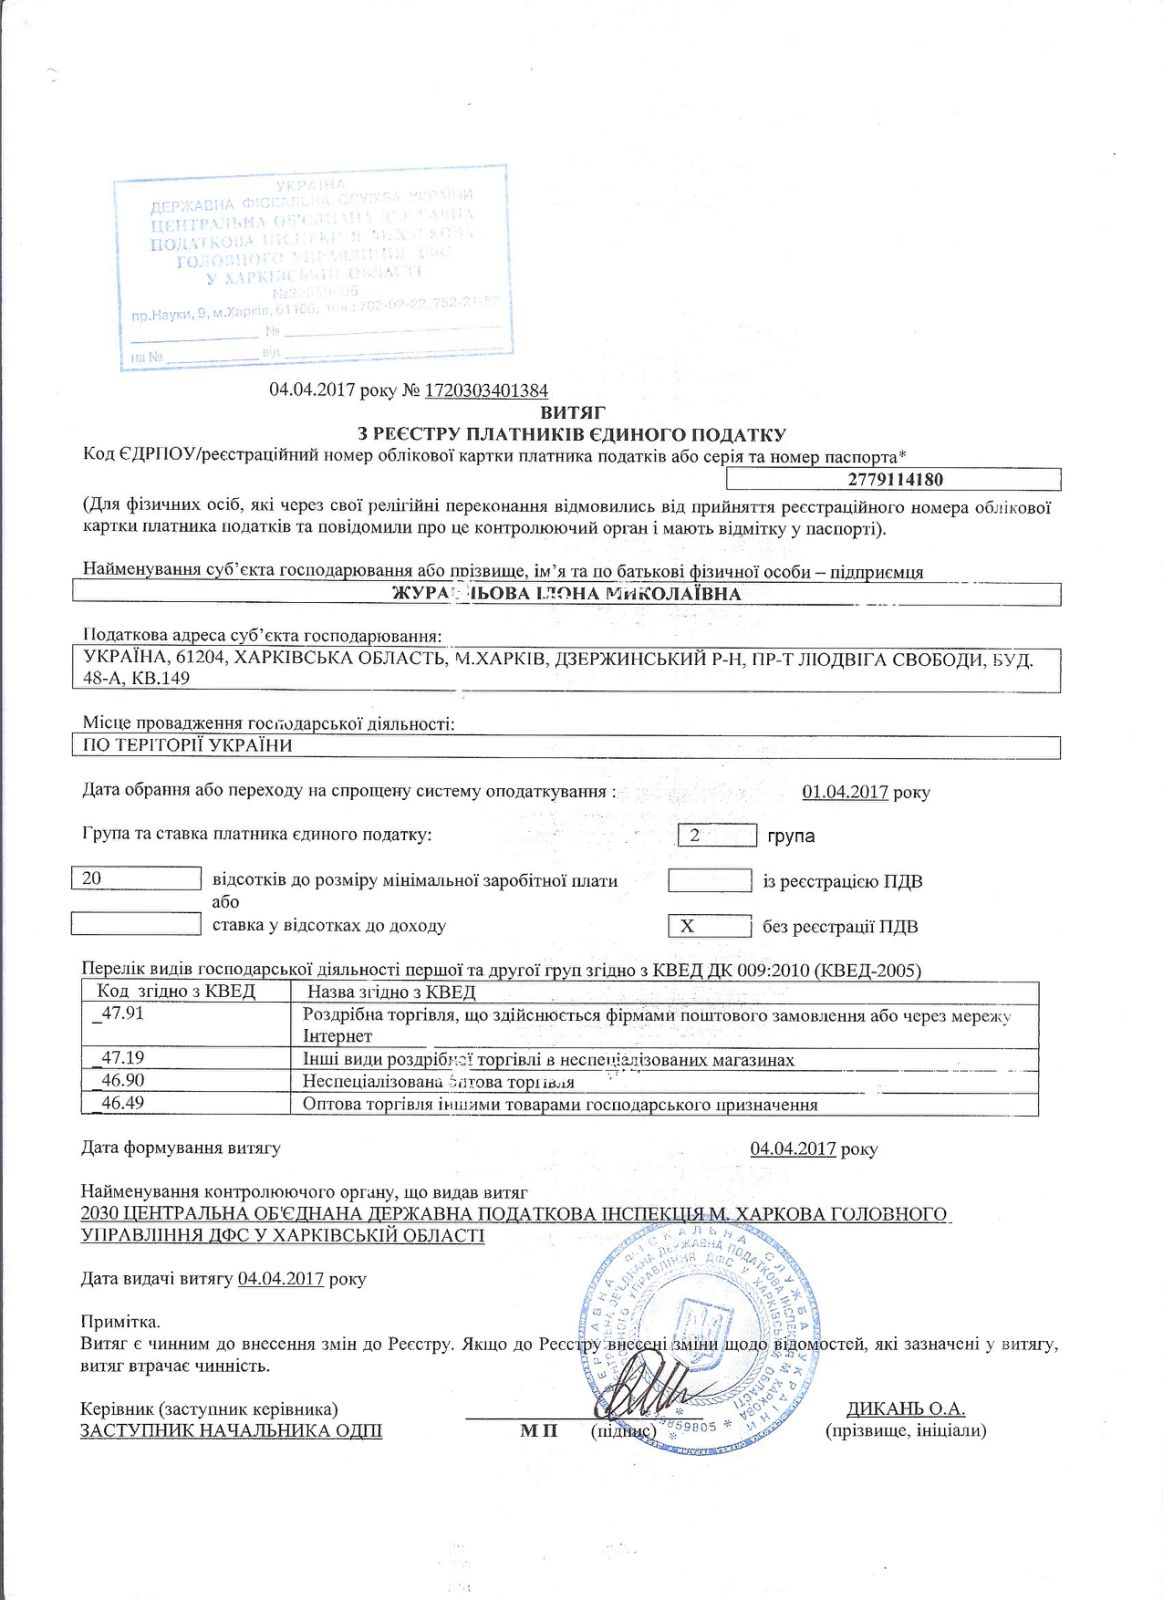 УКРАЇНА
ДЕРЖАВНА ФІСКАЛЬНА СЛУЖБА УКРАЇНИ
ЦЕНТРАЛЬНА ОБ'ЄДНАНА ДЕРЖАВНА
ПОДАТКОВА ІНСПЕКЦІЯ М.ХАРКОВА
ГОЛОВНОГО УПРАВЛІННЯ ДФС
У ХАРКІВСЬКІЙ ОБЛАСТІ
пр.Науки, 9, м.Харків, 61166, тел.: 702-02-22, 752-21-52
№
на № від
04.04.2017 року № 1720303401384
ВИТЯГ
З РЕЄСТРУ ПЛАТНИКІВ ЄДИНОГО ПОДАТКУ
Код ЄДРПОУ/реєстраційний номер облікової картки платника податків або серія та номер паспорта*
2779114180
(Для фізичних осіб, які через свої релігійні переконання відмовились від прийняття реєстраційного номера облікової
картки платника податків та повідомили про це контролюючий орган і мають відмітку у паспорті).
Найменування суб’єкта господарювання або прізвище, ім’я та по батькові фізичної особи – підприємця
ІЛОНА МИКОЛАЇВНА
Податкова адреса суб’єкта господарювання:
УКРАЇНА, 61204, ХАРКІВСЬКА ОБЛАСТЬ, М.ХАРКІВ, ДЗЕРЖИНСЬКИЙ Р-Н, ПР-Т ЛЮДВІГА СВОБОДИ, БУД.
48-А, КВ.149
Місце провадження господарської діяльності:
ПО ТЕРІТОРІЇ УКРАЇНИ
Дата обрання або переходу на спрощену систему оподаткування : 01.04.2017 року
Група та ставка платника єдиного податку: 2 група
20 відсотків до розміру мінімальної заробітної плати із реєстрацією ПДВ
або
ставка у відсотках до доходу X без реєстрації ПДВ
Перелік видів господарської діяльності першої та другої груп згідно з КВЕД ДК 009:2010 (КВЕД-2005)
Код згідно з КВЕД Назва згідно з КВЕД
_47.91 Роздрібна торгівля, що здійснюється фірмами поштового замовлення або через мережу
Інтернет
_47.19 Інші види роздрібної торгівлі в неспеціалізованих магазинах
_46.90 Неспеціалізована оптова торгівля
_46.49 Оптова торгівля іншими товарами господарського призначення
Дата формування витягу 04.04.2017 року
Найменування контролюючого органу, що видав витяг
2030 ЦЕНТРАЛЬНА ОБ'ЄДНАНА ДЕРЖАВНА ПОДАТКОВА ІНСПЕКЦІЯ М. ХАРКОВА ГОЛОВНОГО
УПРАВЛІННЯ ДФС У ХАРКІВСЬКІЙ ОБЛАСТІ
Дата видачі витягу 04.04.2017 року
Примітка.
Витяг є чинним до внесення змін до Реєстру. Якщо до Реєстру внесені зміни щодо відомостей, які зазначені у витягу,
витяг втрачає чинність.
Керівник (заступник керівника) ДИКАНЬ О.А.
ЗАСТУПНИК НАЧАЛЬНИКА ОДПІ М П (підпис) (прізвище, ініціали)
ДЕРЖАВНА ФІСКАЛЬНА СЛУЖБА УКРАЇНИ
ЦЕНТРАЛЬНА ОБ'ЄДНАНА ДЕРЖАВНА ПОДАТКОВА ІНСПЕКЦІЯ М.ХАРКОВА
ГОЛОВНОГО УПРАВЛІННЯ ДФС У ХАРКІВСЬКІЙ ОБЛАСТІ